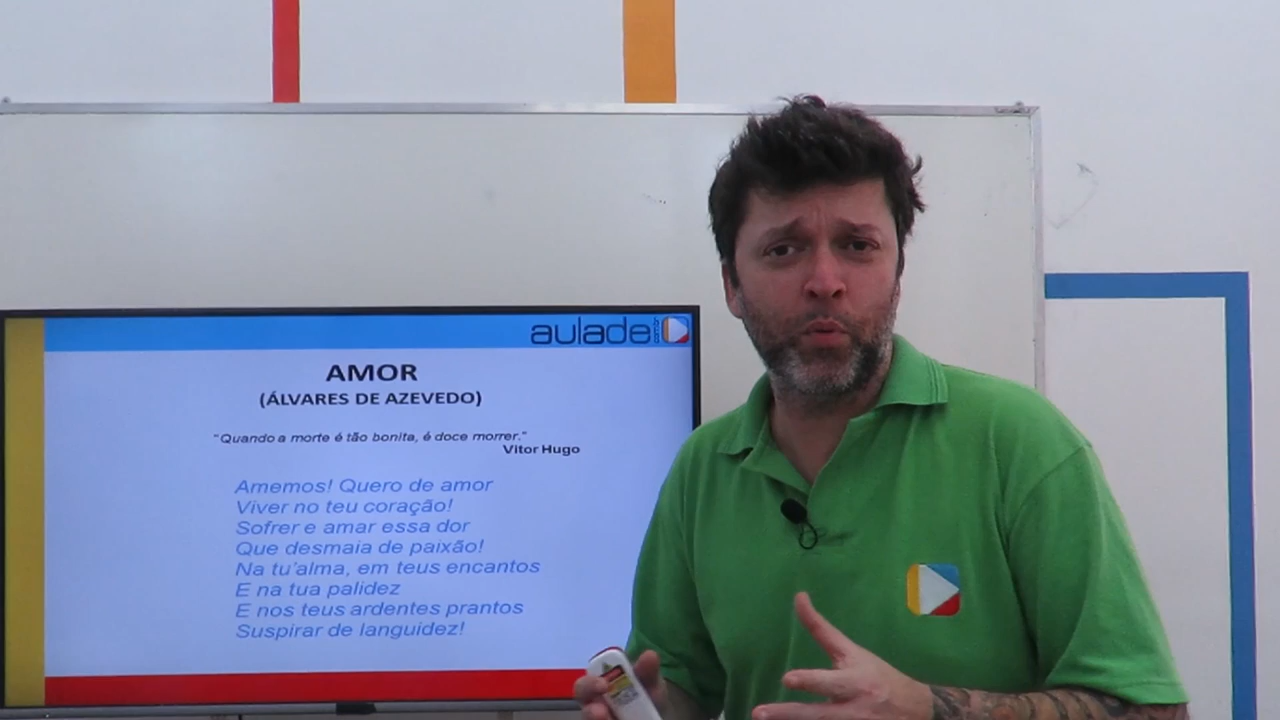 aulade
.com.br
AMOR
(ÁLVARES DE AZEVEDO)
"Quando a morte é tão bonita, é doce morrer."
Vitor Hugo
Amemos! Quero de amor
Viver no teu coração!
Sofrer e amar essa dor
Que desmaia de paixão!
Na tu'alma, em teus encantos
E na tua palidez
E nos teus ardentes prantos
Suspirar de languidez!